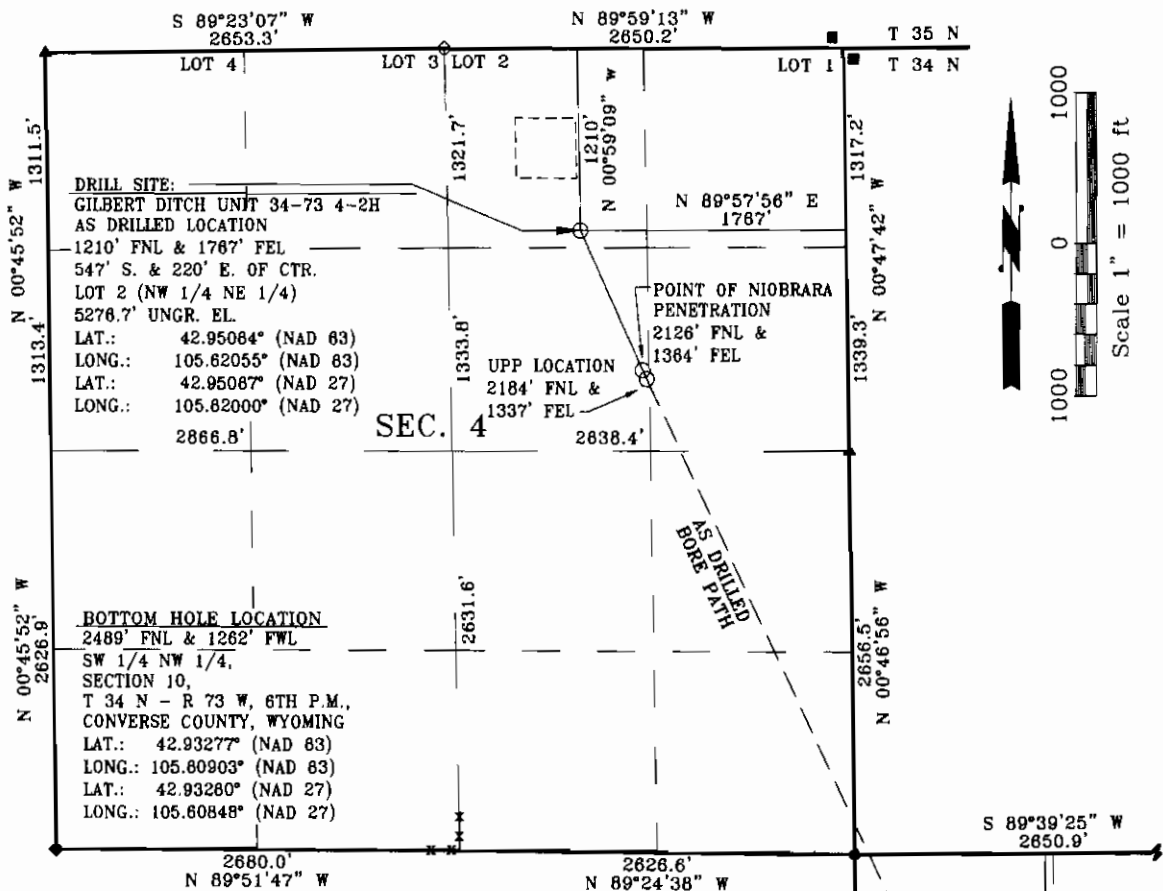 S 89°23'07" W
2653.3'
N 89°59'13" W
2650.2'
T 35 N
LOT 4
LOT 3
LOT 2
LOT 1
T 34 N
1311.5'
1321.7'
1210'
N 00°59'09" W
1317.2'
N 00°45'52" W
1313.4'
DRILL SITE:
GILBERT DITCH UNIT 34-73 4-2H
AS DRILLED LOCATION
1210' FNL & 1767' FEL
547' S. & 220' E. OF CTR.
LOT 2 (NW 1/4 NE 1/4)
5276.7' UNGR. EL.
LAT.: 42.95084° (NAD 83)
LONG.: 105.62055° (NAD 83)
LAT.: 42.95087° (NAD 27)
LONG.: 105.62000° (NAD 27)
N 89°57'56" E
1767'
N 00°47'42" W
1333.8'
1339.3'
POINT OF NIOBRARA
PENETRATION
2126' FNL &
1364' FEL
UPP LOCATION
2184' FNL &
1337' FEL
SEC. 4
2666.8'
2638.4'
AS DRILLED
BORE PATH
1000
0
1000
Scale 1" = 1000 ft
N 00°45'52" W
2626.9'
BOTTOM HOLE LOCATION
2489' FNL & 1262' FWL
SW 1/4 NW 1/4,
SECTION 10,
T 34 N - R 73 W, 6TH P.M.,
CONVERSE COUNTY, WYOMING
LAT.: 42.93277° (NAD 83)
LONG.: 105.60903° (NAD 83)
LAT.: 42.93280° (NAD 27)
LONG.: 105.60848° (NAD 27)
2631.6'
2656.5'
N 00°46'56" W
2680.0'
N 89°51'47" W
2626.6'
N 89°24'38" W
S 89°39'25" W
2650.9'